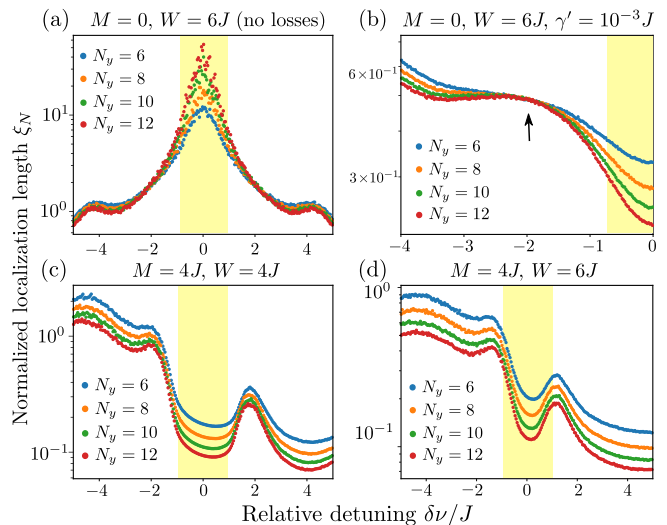 (a) M = 0, W = 6J (no losses)
N_y = 6
N_y = 8
N_y = 10
N_y = 12
10^1
10^0
−4 −2 0 2 4
(b) M = 0, W = 6J, γ′ = 10^−3J
6 × 10^−1
3 × 10^−1
N_y = 6
N_y = 8
N_y = 10
N_y = 12
−4 −3 −2 −1 0
Normalized localization length ξ_N
(c) M = 4J, W = 4J
10^0
10^−1
N_y = 6
N_y = 8
N_y = 10
N_y = 12
−4 −2 0 2 4
(d) M = 4J, W = 6J
10^0
10^−1
N_y = 6
N_y = 8
N_y = 10
N_y = 12
−4 −2 0 2 4
Relative detuning δν/J